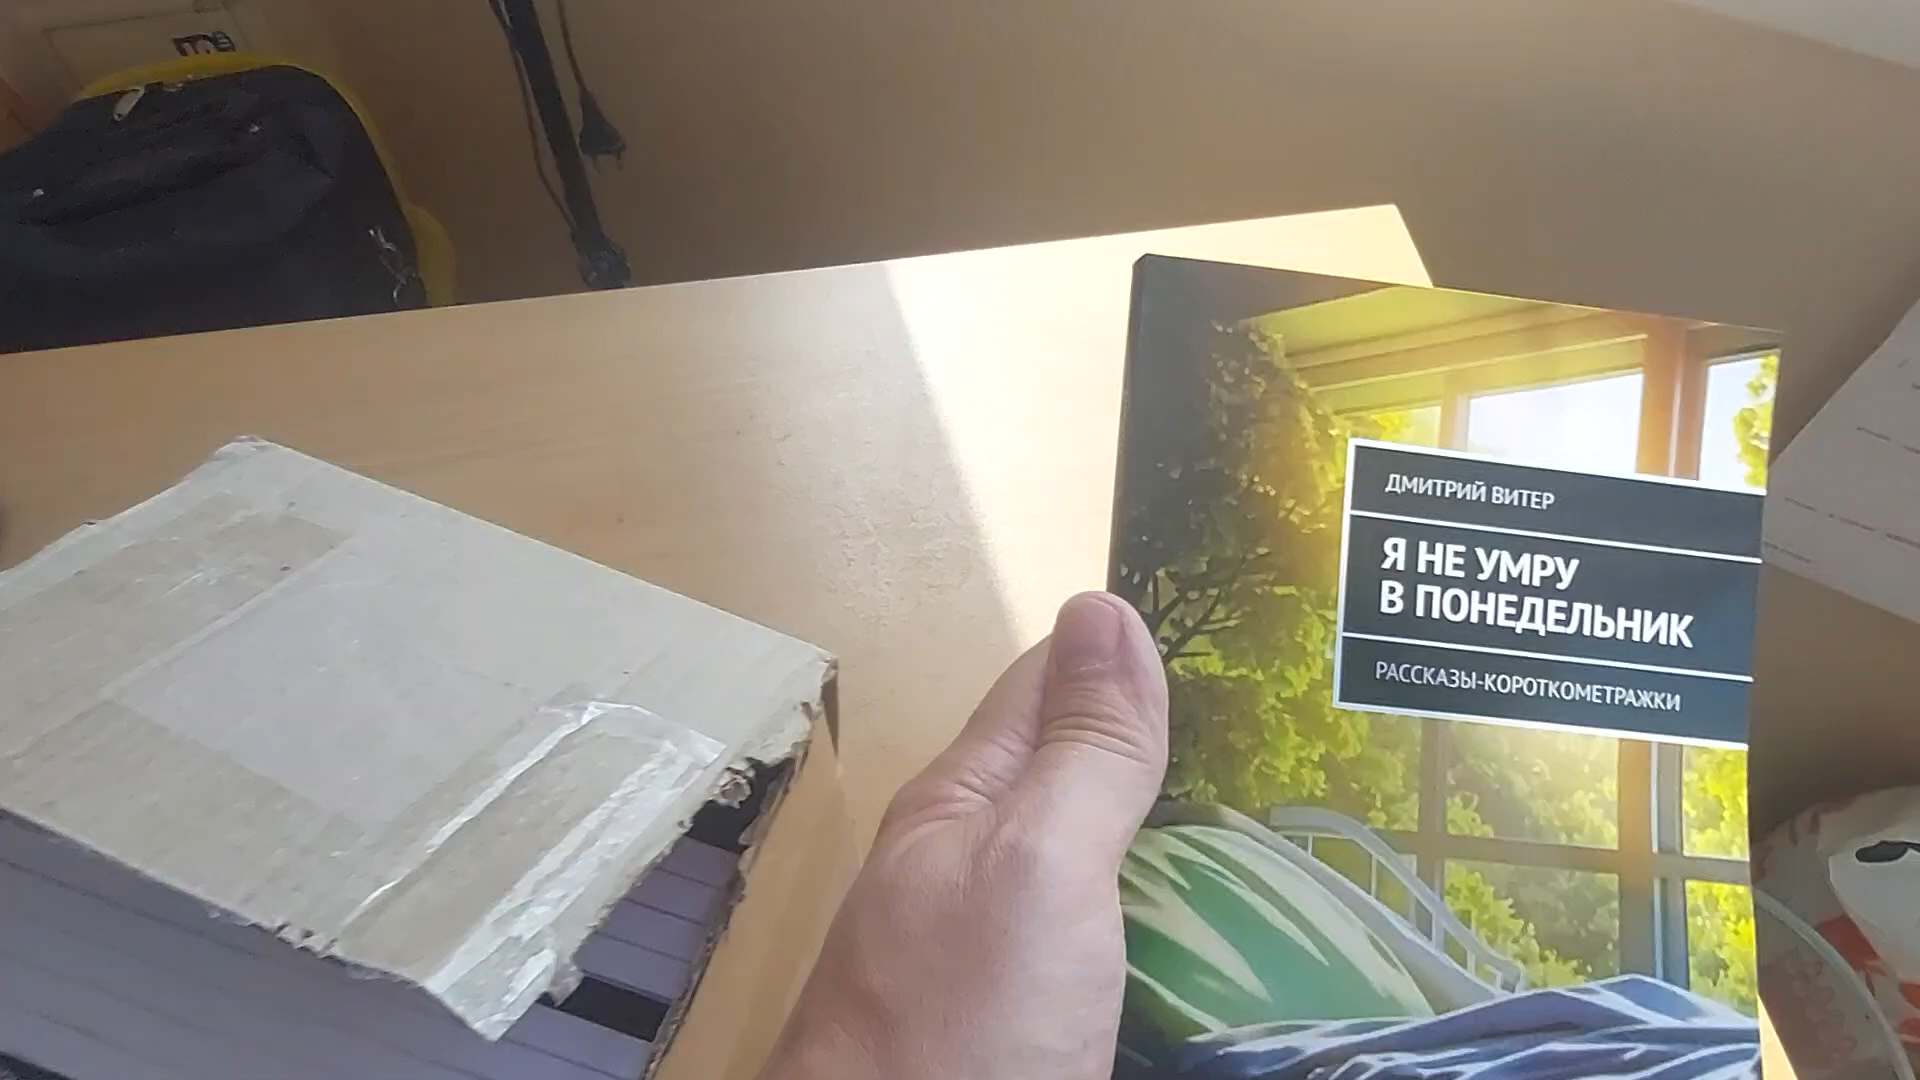 ДМИТРИЙ ВИТЕР
Я НЕ УМРУ
В ПОНЕДЕЛЬНИК
РАССКАЗЫ-КОРОТКОМЕТРАЖКИ